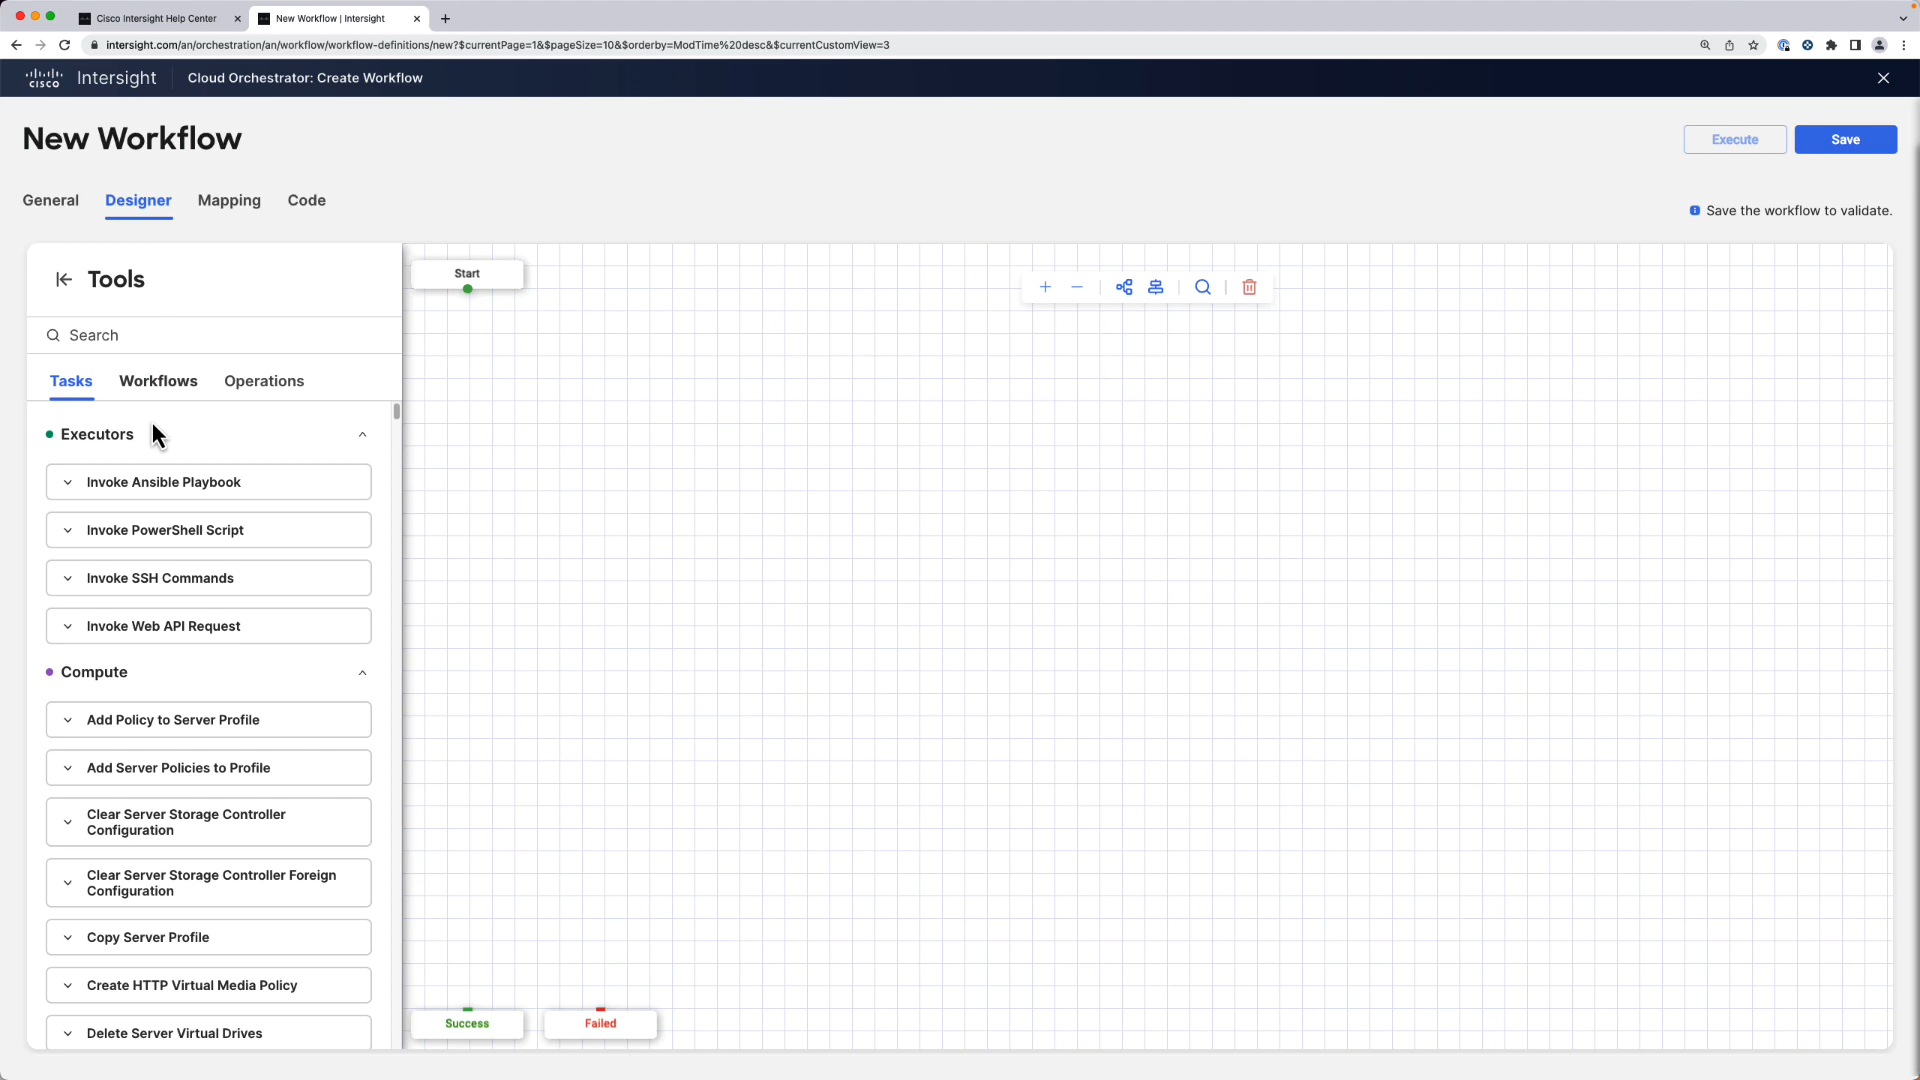 Cisco Intersight Help Center
New Workflow | Intersight
intersight.com/an/orchestration/an/workflow/workflow-definitions/new?$currentPage=1&$pageSize=10&$orderby=ModTime%20desc&$currentCustomView=3
CISCO Intersight Cloud Orchestrator: Create Workflow
New Workflow
Execute Save
General Designer Mapping Code
Save the workflow to validate.
Tools
Search
Tasks Workflows Operations
Executors
Invoke Ansible Playbook
Invoke PowerShell Script
Invoke SSH Commands
Invoke Web API Request
Compute
Add Policy to Server Profile
Add Server Policies to Profile
Clear Server Storage Controller
Configuration
Clear Server Storage Controller Foreign
Configuration
Copy Server Profile
Create HTTP Virtual Media Policy
Delete Server Virtual Drives
Start
Success Failed